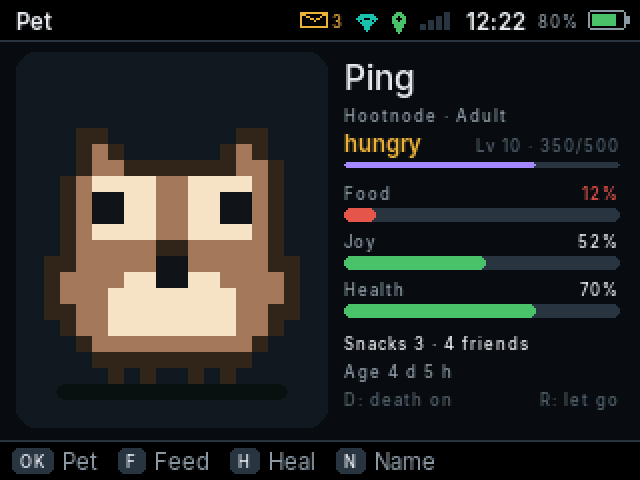 Pet 3 12:22 80%
Ping
Hootnode · Adult
hungry Lv 10 · 350/500
Food 12%
Joy 52%
Health 70%
Snacks 3 · 4 friends
Age 4 d 5 h
D: death on R: let go
OK Pet F Feed H Heal N Name